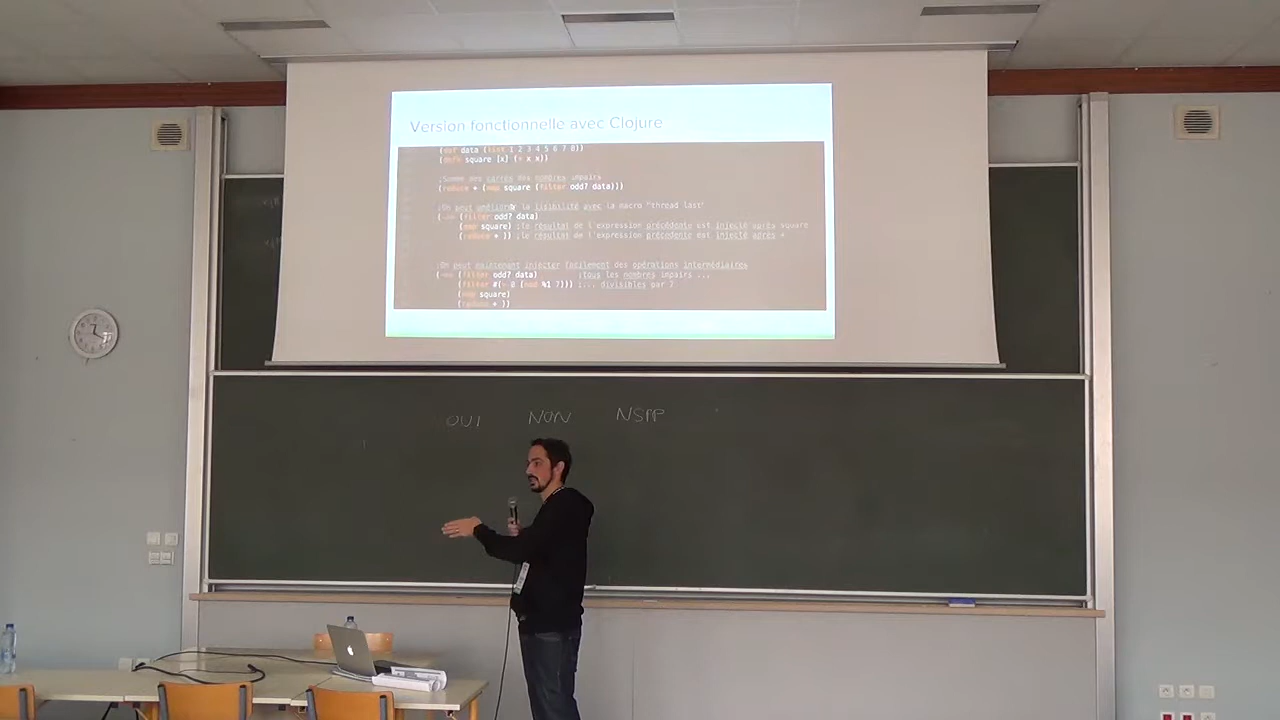 Version fonctionnelle avec Clojure
(def data (list 1 2 3 4 5 6 7 8))
(defn square [x] (* x x))
;Somme des carrés des nombres impairs
(reduce + (map square (filter odd? data)))
;On peut améliorer la lisibilité avec la macro "thread last"
(->> (filter odd? data)
(map square) ;le résultat de l'expression précédente est injecté après square
(reduce + )) ;le résultat de l'expression précédente est injecté après +
;On peut maintenant injecter facilement des opérations intermédiaires
(->> (filter odd? data) ;tous les nombres impairs ...
(filter #(= 0 (mod %1 7))) ;... divisibles par 7
(map square)
(reduce + ))
OUI NON NSPP